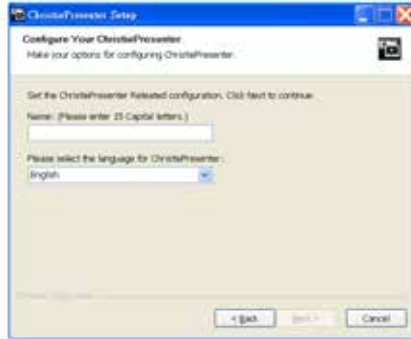 ChristiePresenter Setup
Configure Your ChristiePresenter
Make your options for configuring ChristiePresenter.
Set the ChristiePresenter Releated configuration. Click Next to continue.
Name: (Please enter 15 Capital letters.)
Please select the language for ChristiePresenter:
English
< Back
Next >
Cancel